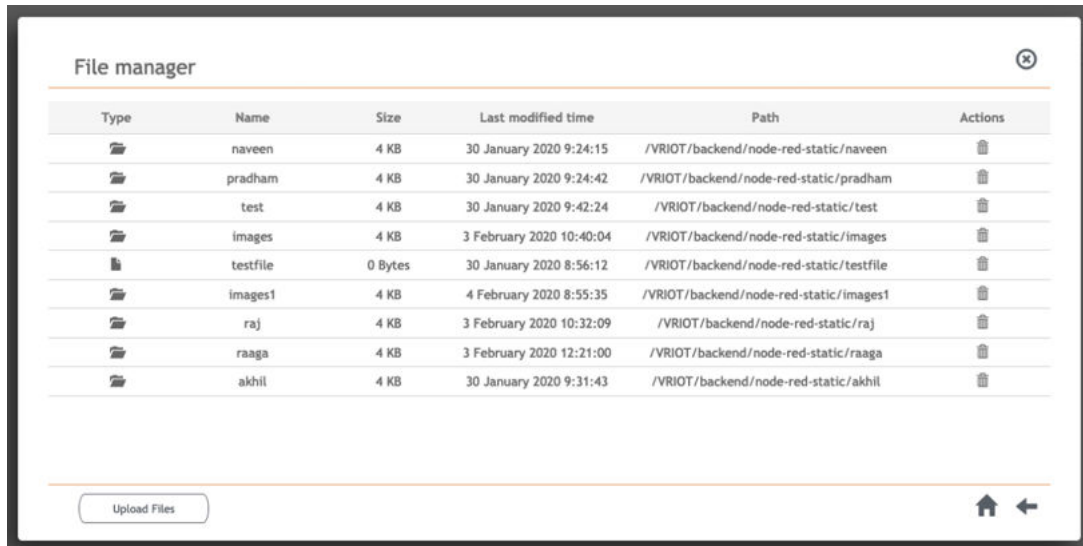 File manager
Type Name Size Last modified time Path Actions
naveen 4 KB 30 January 2020 9:24:15 /VRIOT/backend/node-red-static/naveen
pradham 4 KB 30 January 2020 9:24:42 /VRIOT/backend/node-red-static/pradham
test 4 KB 30 January 2020 9:42:24 /VRIOT/backend/node-red-static/test
images 4 KB 3 February 2020 10:40:04 /VRIOT/backend/node-red-static/images
testfile 0 Bytes 30 January 2020 8:56:12 /VRIOT/backend/node-red-static/testfile
images1 4 KB 4 February 2020 8:55:35 /VRIOT/backend/node-red-static/images1
raj 4 KB 3 February 2020 10:32:09 /VRIOT/backend/node-red-static/raj
raaga 4 KB 3 February 2020 12:21:00 /VRIOT/backend/node-red-static/raaga
akhil 4 KB 30 January 2020 9:31:43 /VRIOT/backend/node-red-static/akhil
Upload Files